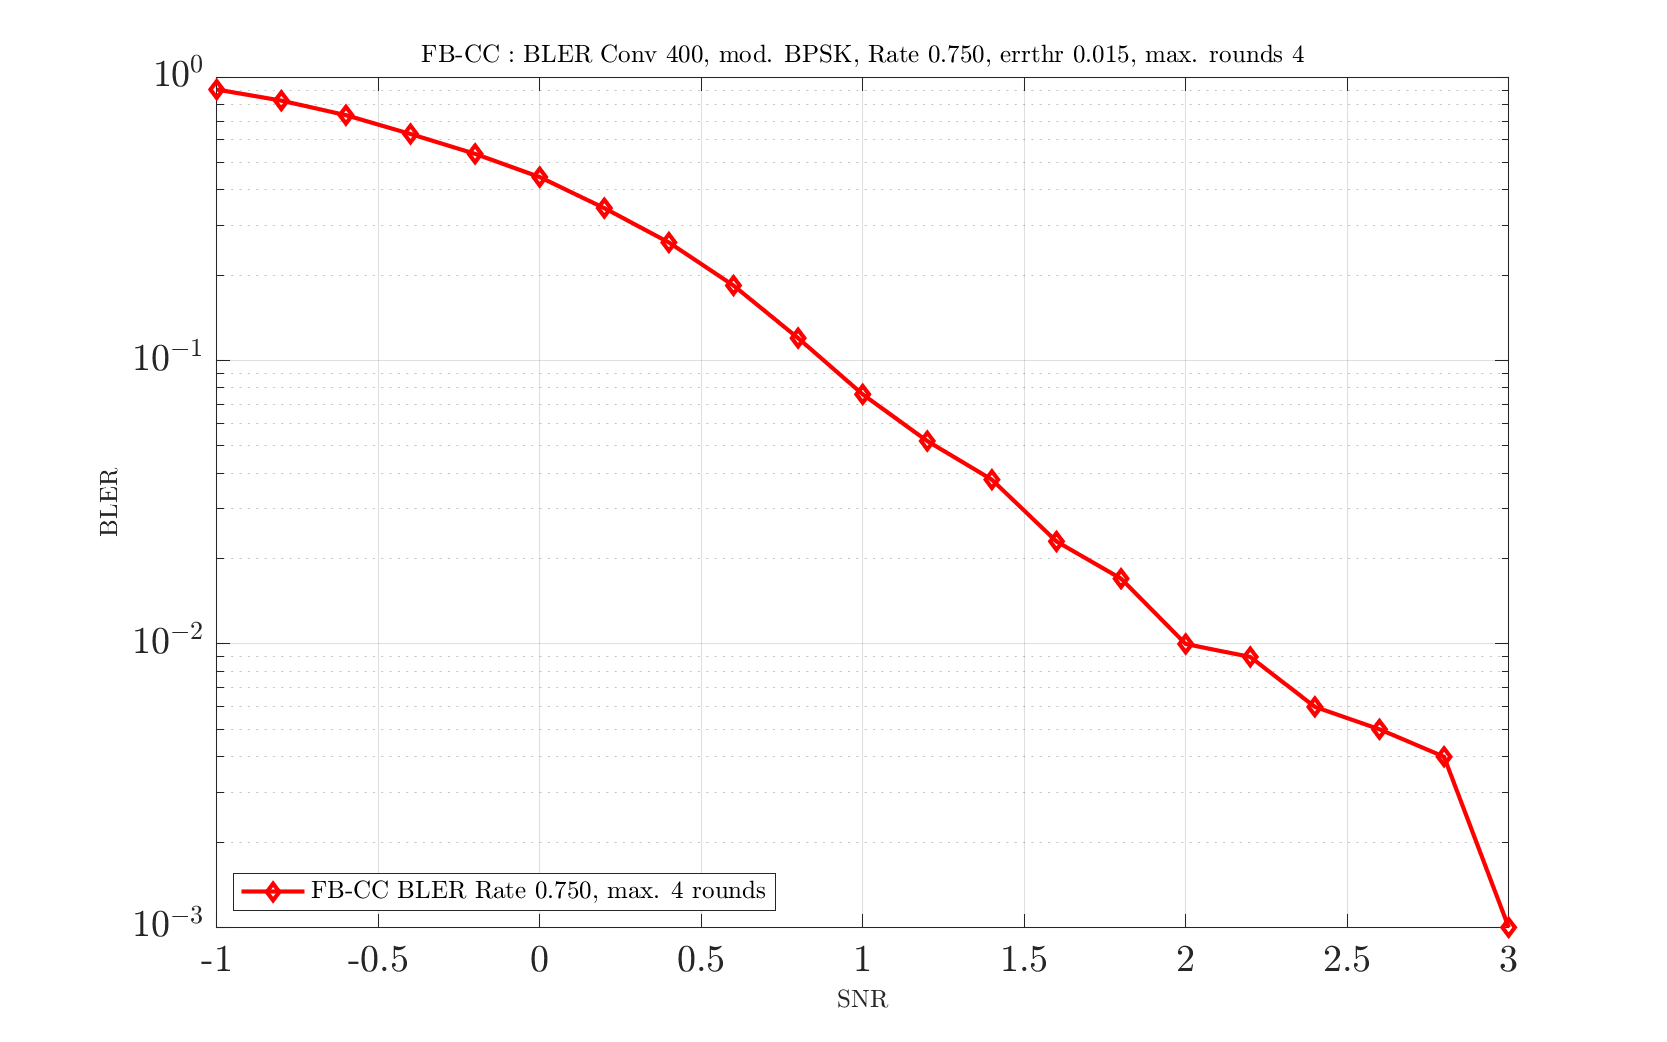 FB-CC : BLER Conv 400, mod. BPSK, Rate 0.750, errthr 0.015, max. rounds 4
10^0
10^-1
10^-2
10^-3
BLER
FB-CC BLER Rate 0.750, max. 4 rounds
-1 -0.5 0 0.5 1 1.5 2 2.5 3
SNR